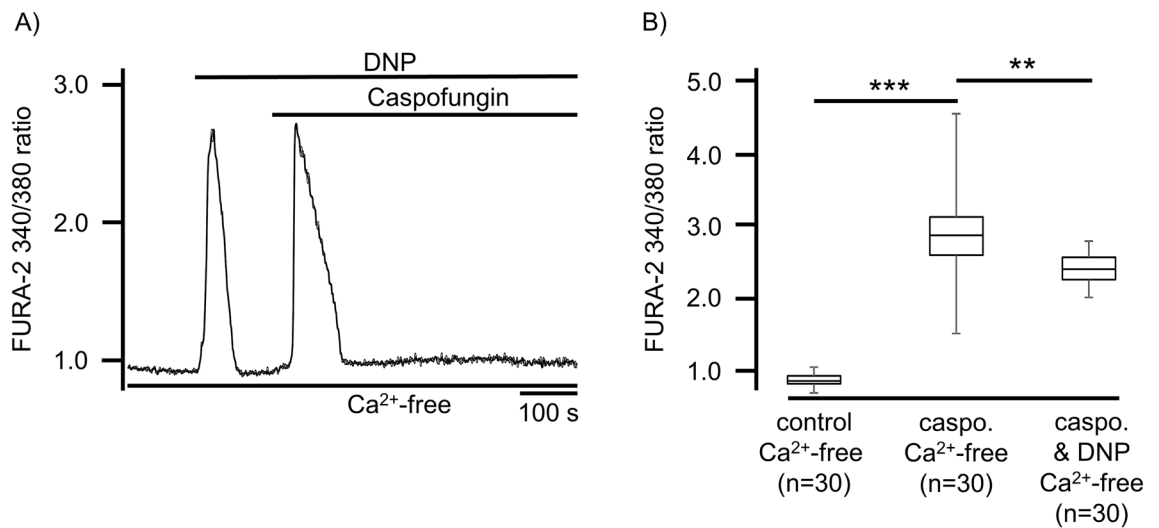 A)
DNP
Caspofungin
FURA-2 340/380 ratio
3.0
2.0
1.0
Ca²⁺-free
100 s
B)
***
**
FURA-2 340/380 ratio
5.0
4.0
3.0
2.0
1.0
control
Ca²⁺-free
(n=30)
caspo.
Ca²⁺-free
(n=30)
caspo.
& DNP
Ca²⁺-free
(n=30)